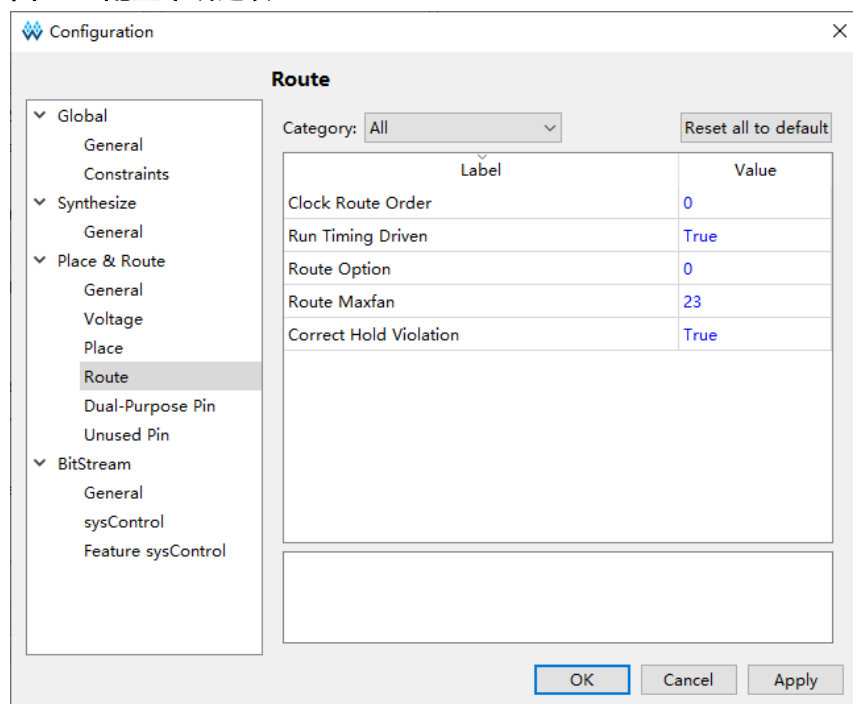 Configuration
Route
Global
General
Constraints
Synthesize
General
Place & Route
General
Voltage
Place
Route
Dual-Purpose Pin
Unused Pin
BitStream
General
sysControl
Feature sysControl
Category: All
Reset all to default
Label Value
Clock Route Order 0
Run Timing Driven True
Route Option 0
Route Maxfan 23
Correct Hold Violation True
OK Cancel Apply